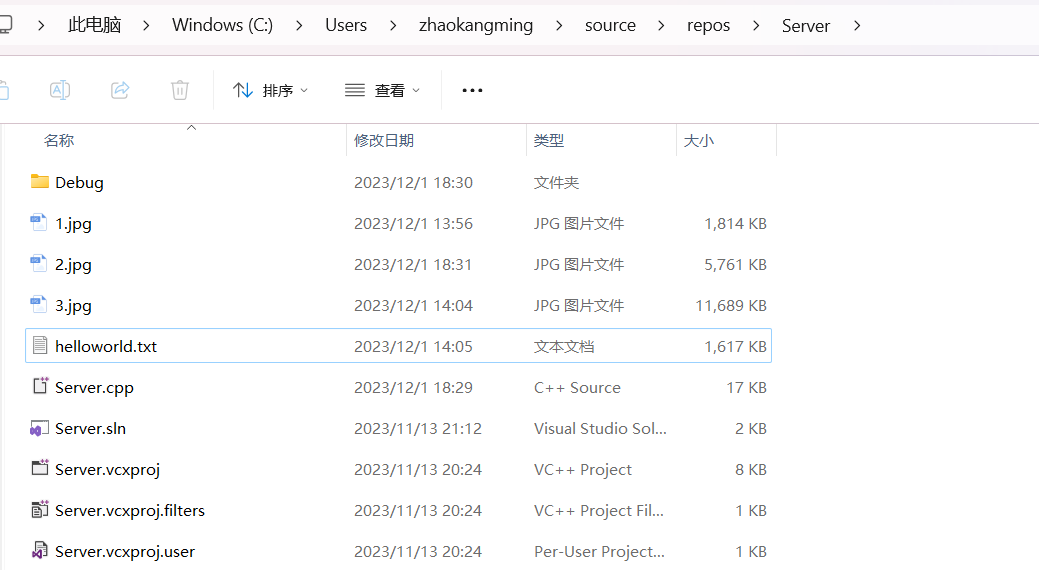 此电脑 Windows (C:) Users zhaokangming source repos Server
排序 查看
名称 修改日期 类型 大小
Debug 2023/12/1 18:30 文件夹
1.jpg 2023/12/1 13:56 JPG 图片文件 1,814 KB
2.jpg 2023/12/1 18:31 JPG 图片文件 5,761 KB
3.jpg 2023/12/1 14:04 JPG 图片文件 11,689 KB
helloworld.txt 2023/12/1 14:05 文本文档 1,617 KB
Server.cpp 2023/12/1 18:29 C++ Source 17 KB
Server.sln 2023/11/13 21:12 Visual Studio Sol... 2 KB
Server.vcxproj 2023/11/13 20:24 VC++ Project 8 KB
Server.vcxproj.filters 2023/11/13 20:24 VC++ Project Fil... 1 KB
Server.vcxproj.user 2023/11/13 20:24 Per-User Project... 1 KB